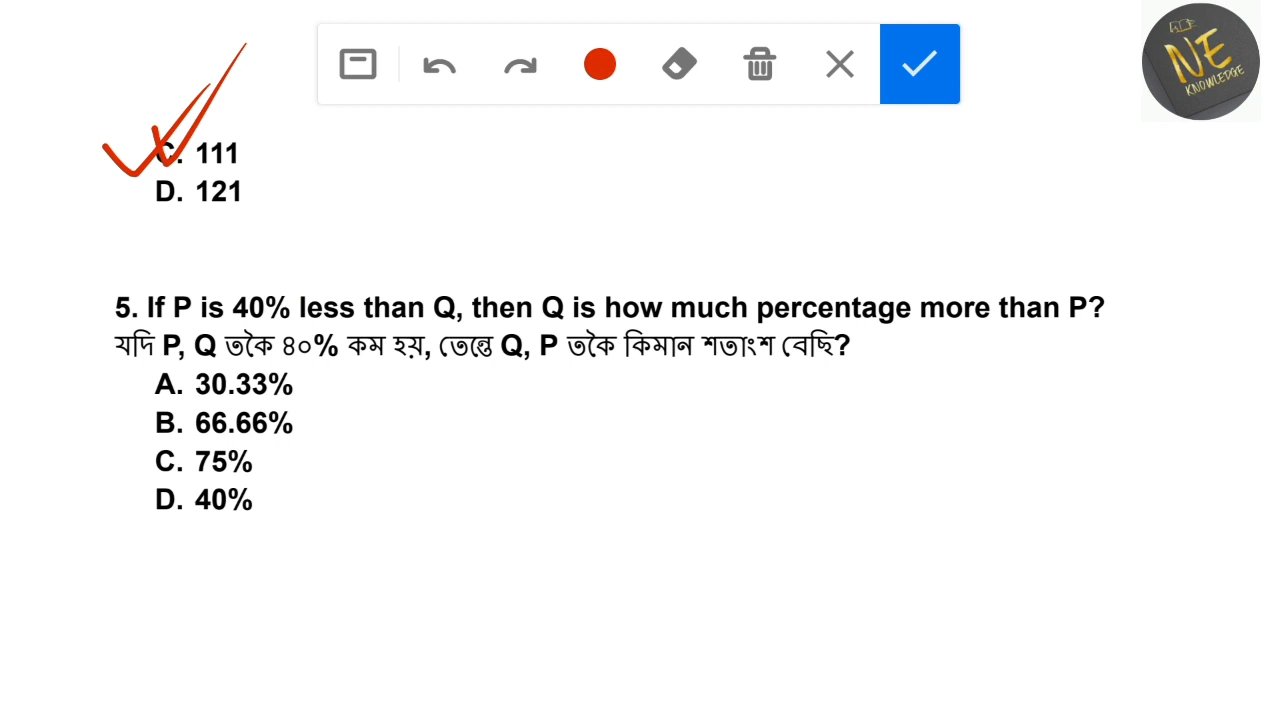 NE
KNOWLEDGE
C. 111
D. 121
5. If P is 40% less than Q, then Q is how much percentage more than P?
যদি P, Q তকৈ ৪০% কম হয়, তেন্তে Q, P তকৈ কিমান শতাংশ বেছি?
A. 30.33%
B. 66.66%
C. 75%
D. 40%